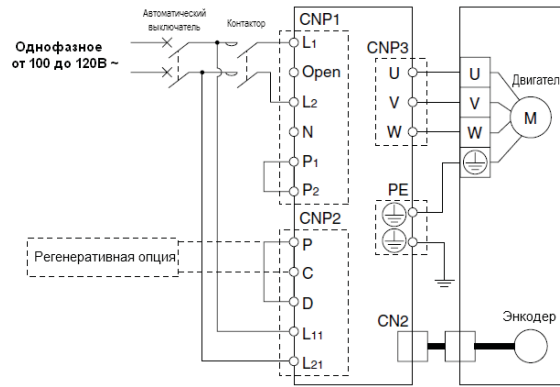 Автоматический
выключатель
Контактор
Однофазное
от 100 до 120В ~
CNP1
L1
Open
L2
N
P1
P2
CNP2
P
C
D
L11
L21
Регенеративная опция
CNP3
U
V
W
PE
CN2
U
V
W
Двигател
M
Энкодер